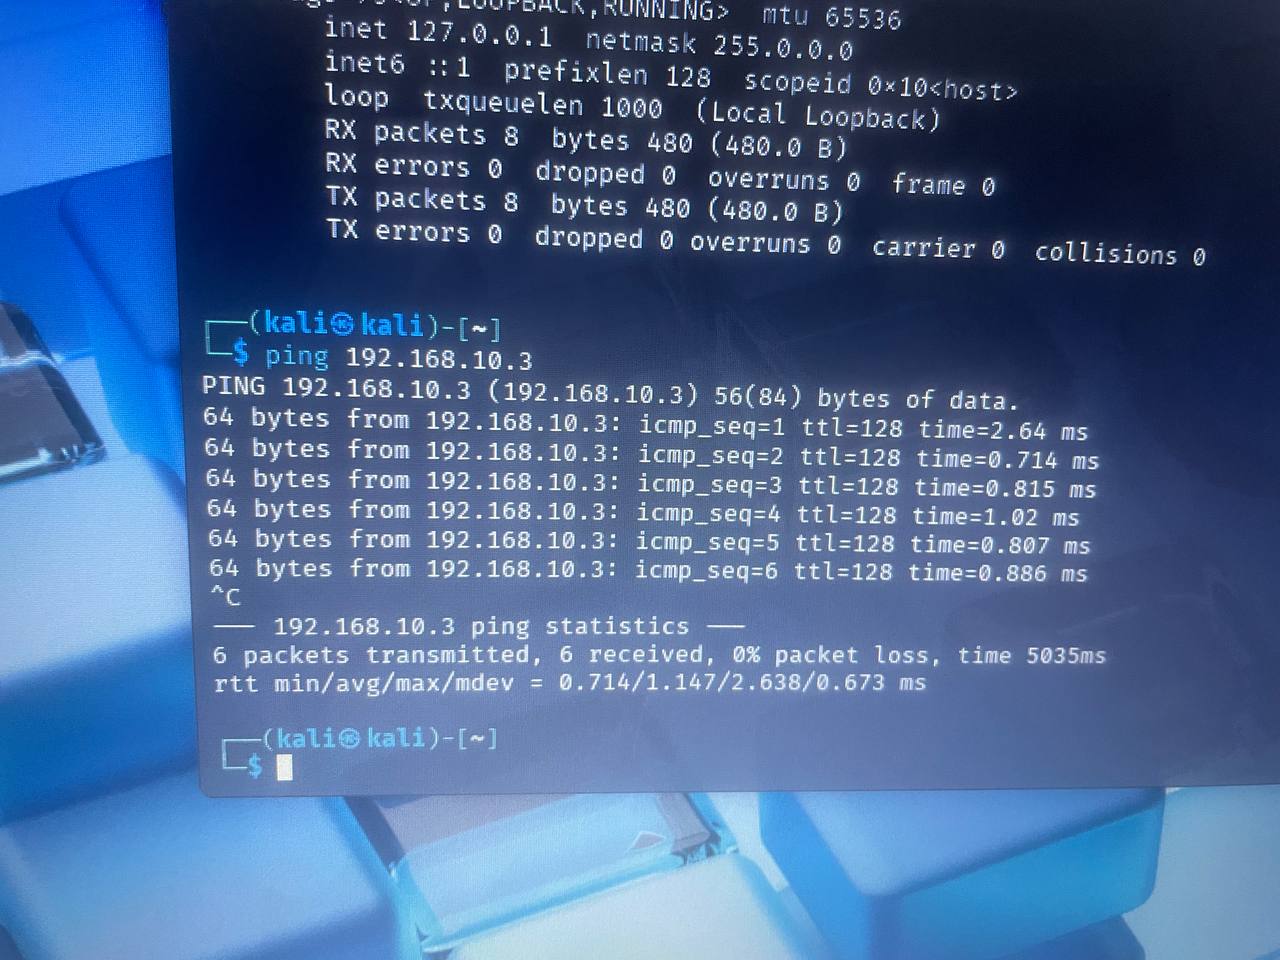 LOOPBACK,RUNNING>  mtu 65536
inet 127.0.0.1  netmask 255.0.0.0
inet6 ::1  prefixlen 128  scopeid 0×10<host>
loop  txqueuelen 1000  (Local Loopback)
RX packets 8  bytes 480 (480.0 B)
RX errors 0  dropped 0  overruns 0  frame 0
TX packets 8  bytes 480 (480.0 B)
TX errors 0  dropped 0 overruns 0  carrier 0  collisions 0
┌──(kali㉿kali)-[~]
└─$ ping 192.168.10.3
PING 192.168.10.3 (192.168.10.3) 56(84) bytes of data.
64 bytes from 192.168.10.3: icmp_seq=1 ttl=128 time=2.64 ms
64 bytes from 192.168.10.3: icmp_seq=2 ttl=128 time=0.714 ms
64 bytes from 192.168.10.3: icmp_seq=3 ttl=128 time=0.815 ms
64 bytes from 192.168.10.3: icmp_seq=4 ttl=128 time=1.02 ms
64 bytes from 192.168.10.3: icmp_seq=5 ttl=128 time=0.807 ms
64 bytes from 192.168.10.3: icmp_seq=6 ttl=128 time=0.886 ms
^C
── 192.168.10.3 ping statistics ──
6 packets transmitted, 6 received, 0% packet loss, time 5035ms
rtt min/avg/max/mdev = 0.714/1.147/2.638/0.673 ms
┌──(kali㉿kali)-[~]
└─$